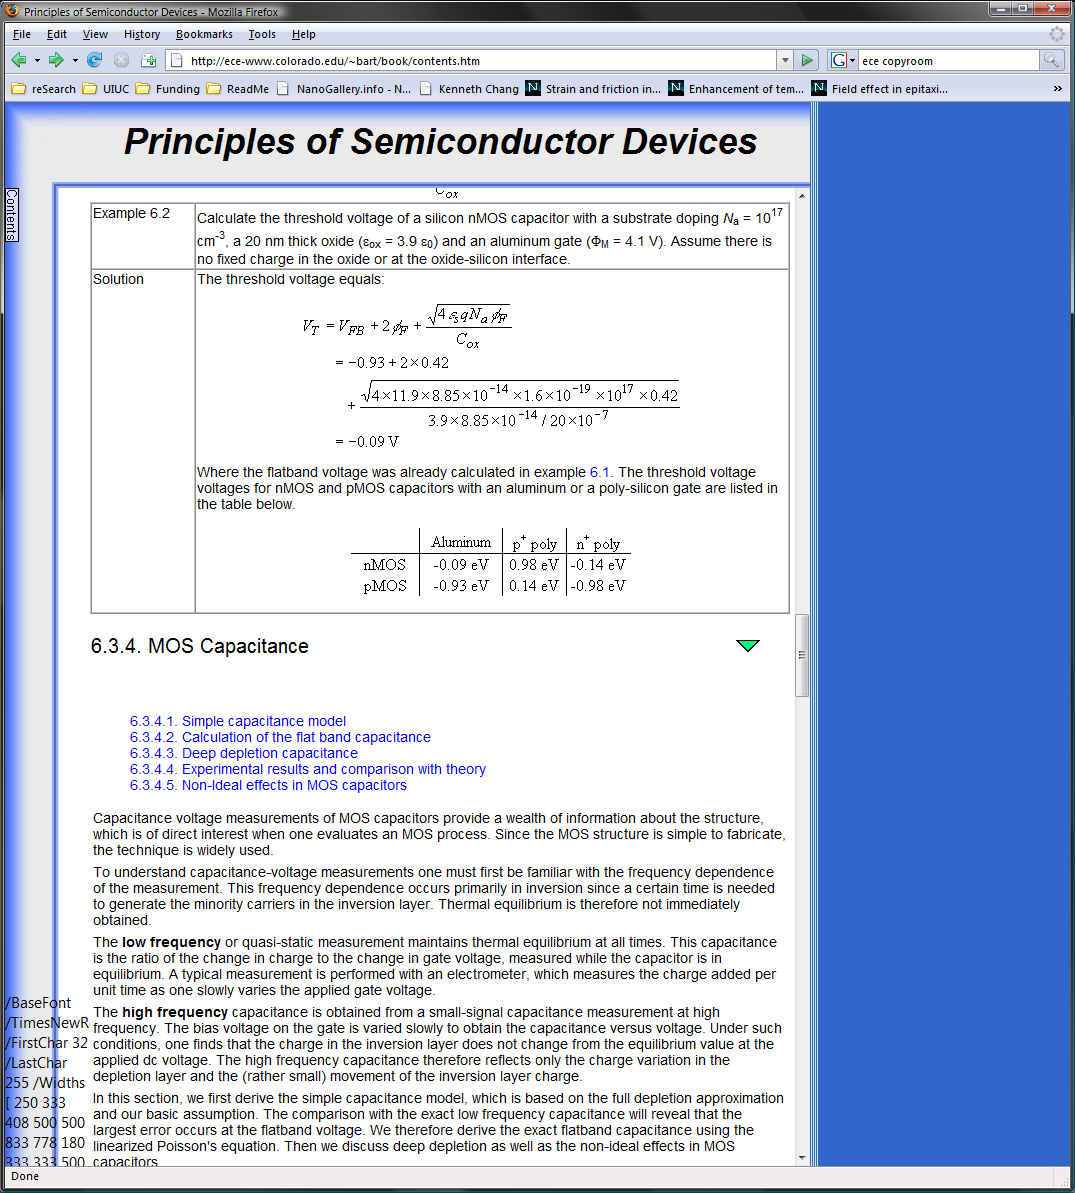 Principles of Semiconductor Devices - Mozilla Firefox
File Edit View History Bookmarks Tools Help
http://ece-www.colorado.edu/~bart/book/contents.htm
G ece copyroom
reSearch UIUC Funding ReadMe NanoGallery.info - N... Kenneth Chang N Strain and friction in... N Enhancement of tem... N Field effect in epitaxi... »
Principles of Semiconductor Devices
Contents
C_ox
Example 6.2
Calculate the threshold voltage of a silicon nMOS capacitor with a substrate doping Nₐ = 10¹⁷
cm⁻³, a 20 nm thick oxide (ε_ox = 3.9 ε₀) and an aluminum gate (Φ_M = 4.1 V). Assume there is
no fixed charge in the oxide or at the oxide-silicon interface.
Solution
The threshold voltage equals:
V_T = V_FB + 2 ϕ_F + √(4 ε_s q N_a ϕ_F) / C_ox
= −0.93 + 2×0.42
+ √(4×11.9×8.85×10⁻¹⁴ ×1.6×10⁻¹⁹ ×10¹⁷ ×0.42)
3.9×8.85×10⁻¹⁴ / 20×10⁻⁷
= −0.09 V
Where the flatband voltage was already calculated in example 6.1. The threshold voltage
voltages for nMOS and pMOS capacitors with an aluminum or a poly-silicon gate are listed in
the table below.
Aluminum p⁺ poly n⁺ poly
nMOS -0.09 eV 0.98 eV -0.14 eV
pMOS -0.93 eV 0.14 eV -0.98 eV
6.3.4. MOS Capacitance
6.3.4.1. Simple capacitance model
6.3.4.2. Calculation of the flat band capacitance
6.3.4.3. Deep depletion capacitance
6.3.4.4. Experimental results and comparison with theory
6.3.4.5. Non-Ideal effects in MOS capacitors
Capacitance voltage measurements of MOS capacitors provide a wealth of information about the structure,
which is of direct interest when one evaluates an MOS process. Since the MOS structure is simple to fabricate,
the technique is widely used.
To understand capacitance-voltage measurements one must first be familiar with the frequency dependence
of the measurement. This frequency dependence occurs primarily in inversion since a certain time is needed
to generate the minority carriers in the inversion layer. Thermal equilibrium is therefore not immediately
obtained.
The low frequency or quasi-static measurement maintains thermal equilibrium at all times. This capacitance
is the ratio of the change in charge to the change in gate voltage, measured while the capacitor is in
equilibrium. A typical measurement is performed with an electrometer, which measures the charge added per
unit time as one slowly varies the applied gate voltage.
The high frequency capacitance is obtained from a small-signal capacitance measurement at high
frequency. The bias voltage on the gate is varied slowly to obtain the capacitance versus voltage. Under such
conditions, one finds that the charge in the inversion layer does not change from the equilibrium value at the
applied dc voltage. The high frequency capacitance therefore reflects only the charge variation in the
depletion layer and the (rather small) movement of the inversion layer charge.
In this section, we first derive the simple capacitance model, which is based on the full depletion approximation
and our basic assumption. The comparison with the exact low frequency capacitance will reveal that the
largest error occurs at the flatband voltage. We therefore derive the exact flatband capacitance using the
linearized Poisson's equation. Then we discuss deep depletion as well as the non-ideal effects in MOS
capacitors
/BaseFont
/TimesNewR
/FirstChar 32
/LastChar
255 /Widths
[ 250 333
408 500 500
833 778 180
333 333 500
Done